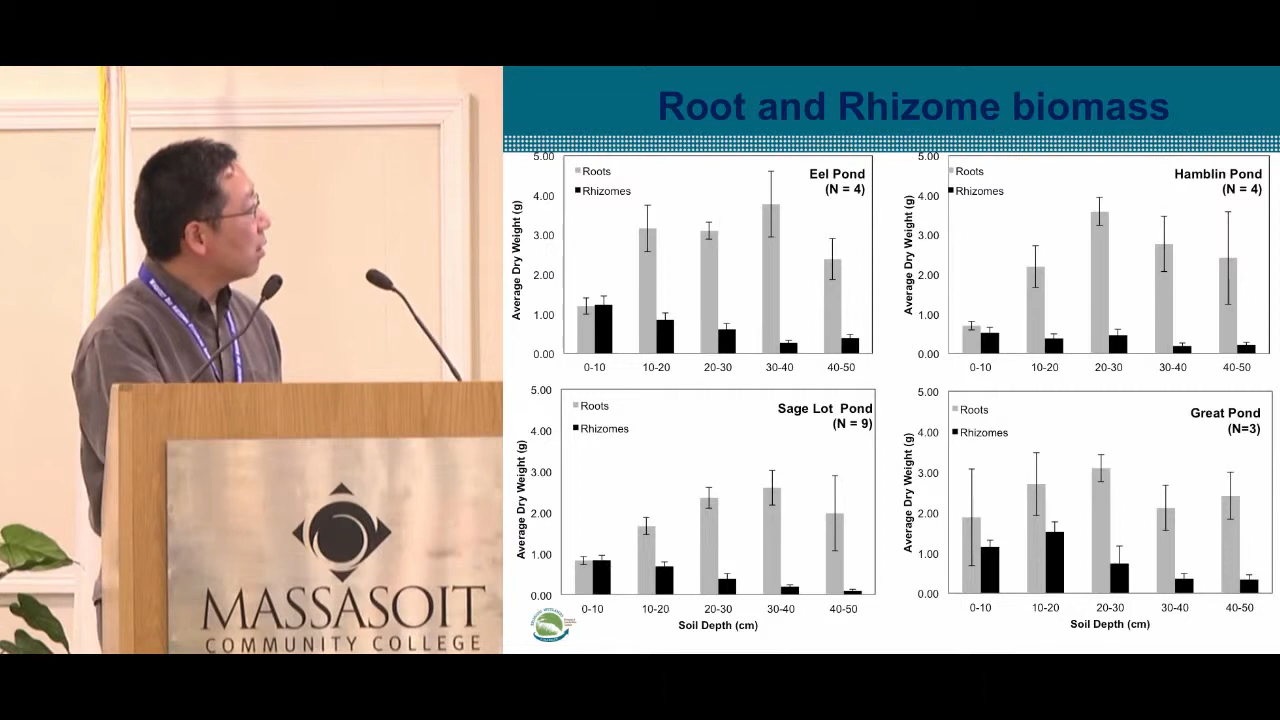 Root and Rhizome biomass
5.00
4.00
3.00
2.00
1.00
0.00
Average Dry Weight (g)
Roots
Rhizomes
Eel Pond
(N = 4)
0-10
10-20
20-30
30-40
40-50
5.00
4.00
3.00
2.00
1.00
0.00
Average Dry Weight (g)
Roots
Rhizomes
Hamblin Pond
(N = 4)
0-10
10-20
20-30
30-40
40-50
5.00
4.00
3.00
2.00
1.00
0.00
Average Dry Weight (g)
Roots
Rhizomes
Sage Lot Pond
(N = 9)
0-10
10-20
20-30
30-40
40-50
Soil Depth (cm)
5.00
4.00
3.00
2.00
1.00
0.00
Average Dry Weight (g)
Roots
Rhizomes
Great Pond
(N=3)
0-10
10-20
20-30
30-40
40-50
Soil Depth (cm)
MASSASOIT
COMMUNITY COLLEGE